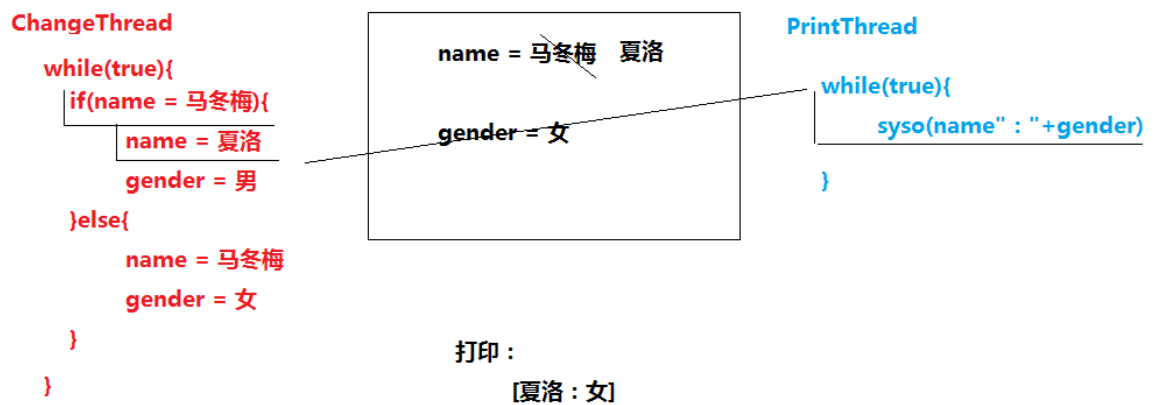 ChangeThread
while(true){
if(name = 马冬梅){
name = 夏洛
gender = 男
}else{
name = 马冬梅
gender = 女
}
}
name = 马冬梅 夏洛
gender = 女
打印：
[夏洛：女]
PrintThread
while(true){
syso(name"："+gender)
}